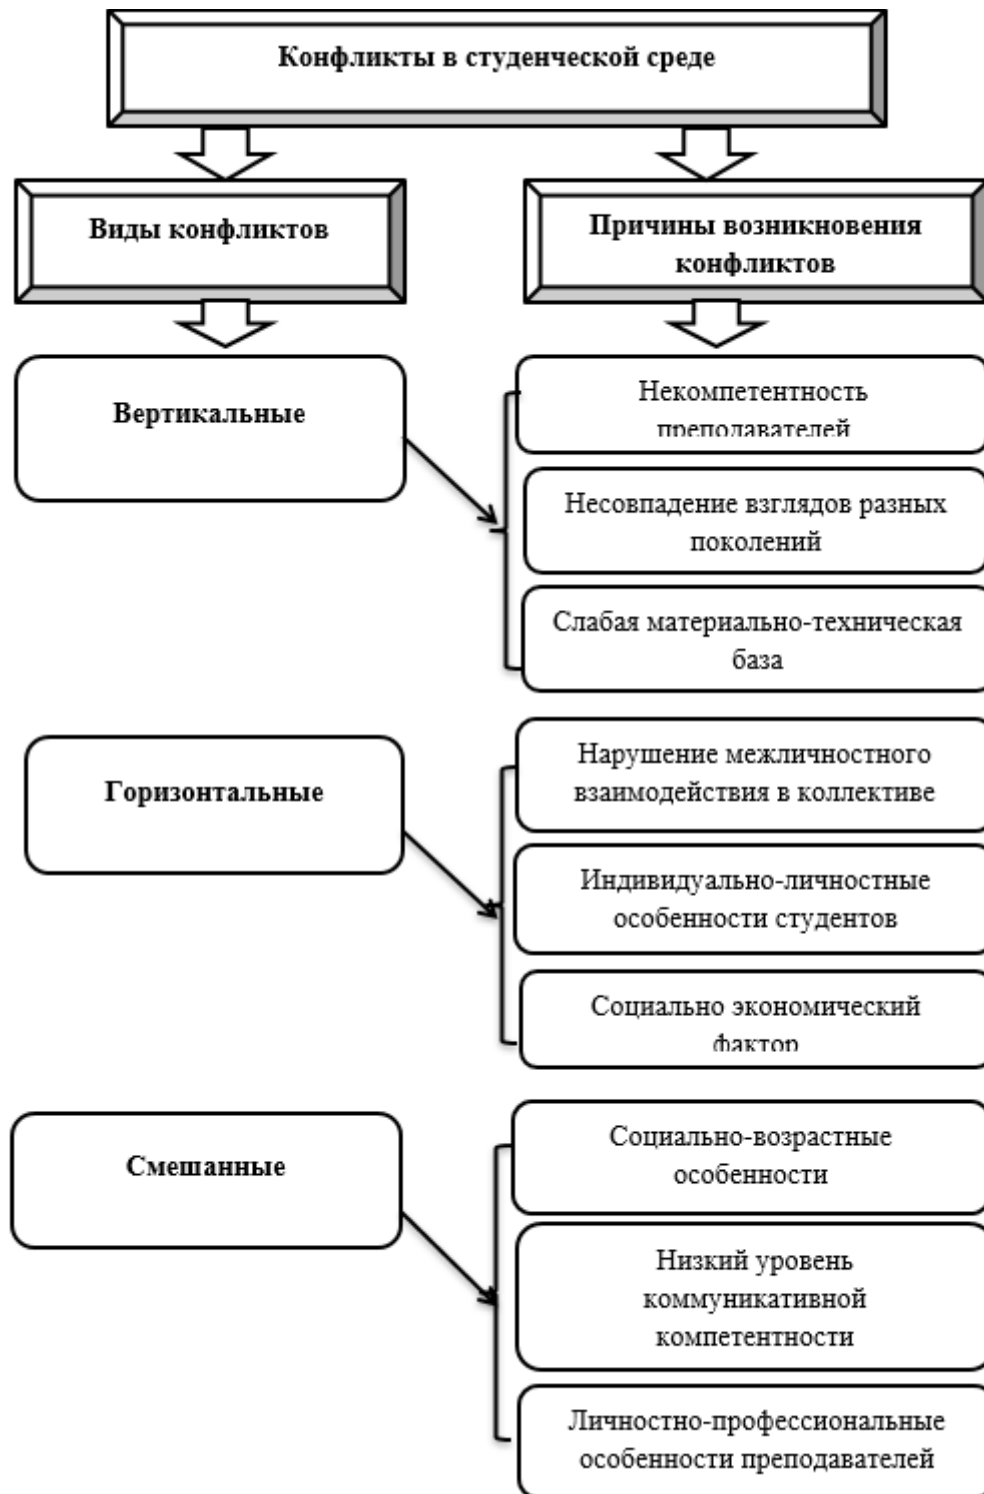 Конфликты в студенческой среде
Виды конфликтов
Причины возникновения
конфликтов
Вертикальные
Некомпетентность
преподавателей
Несовпадение взглядов разных
поколений
Слабая материально-техническая
база
Горизонтальные
Нарушение межличностного
взаимодействия в коллективе
Индивидуально-личностные
особенности студентов
Социально экономический
фактор
Смешанные
Социально-возрастные
особенности
Низкий уровень
коммуникативной
компетентности
Личностно-профессиональные
особенности преподавателей